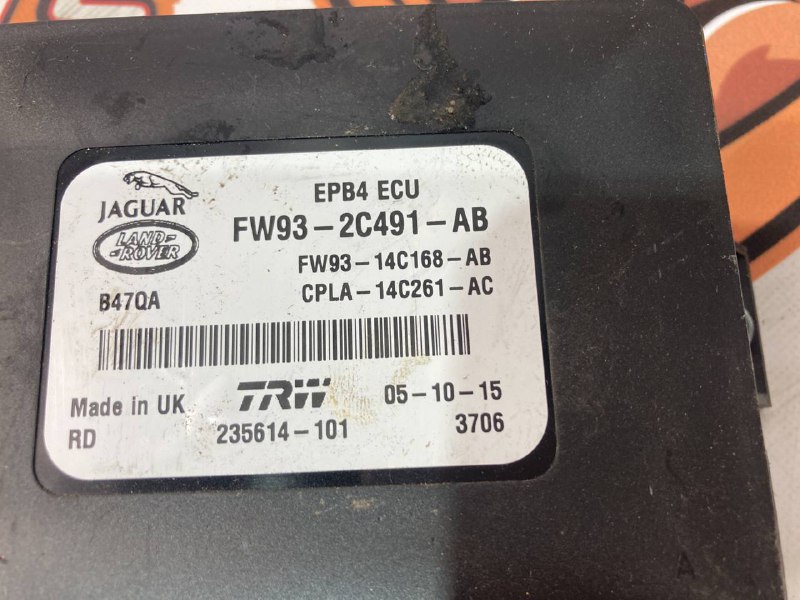 JAGUAR
LAND-
-ROVER
B47QA
EPB4 ECU
FW93-2C491-AB
FW93-14C168-AB
CPLA-14C261-AC
Made in UK
RD
TRW
235614-101
05-10-15
3706
A